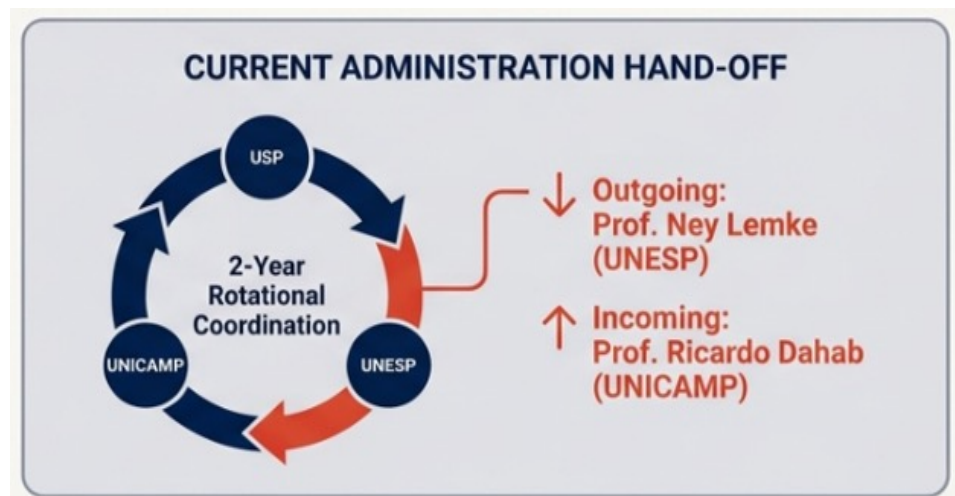 CURRENT ADMINISTRATION HAND-OFF
USP
2-Year
Rotational
Coordination
UNICAMP
UNESP
Outgoing:
Prof. Ney Lemke
(UNESP)
Incoming:
Prof. Ricardo Dahab
(UNICAMP)